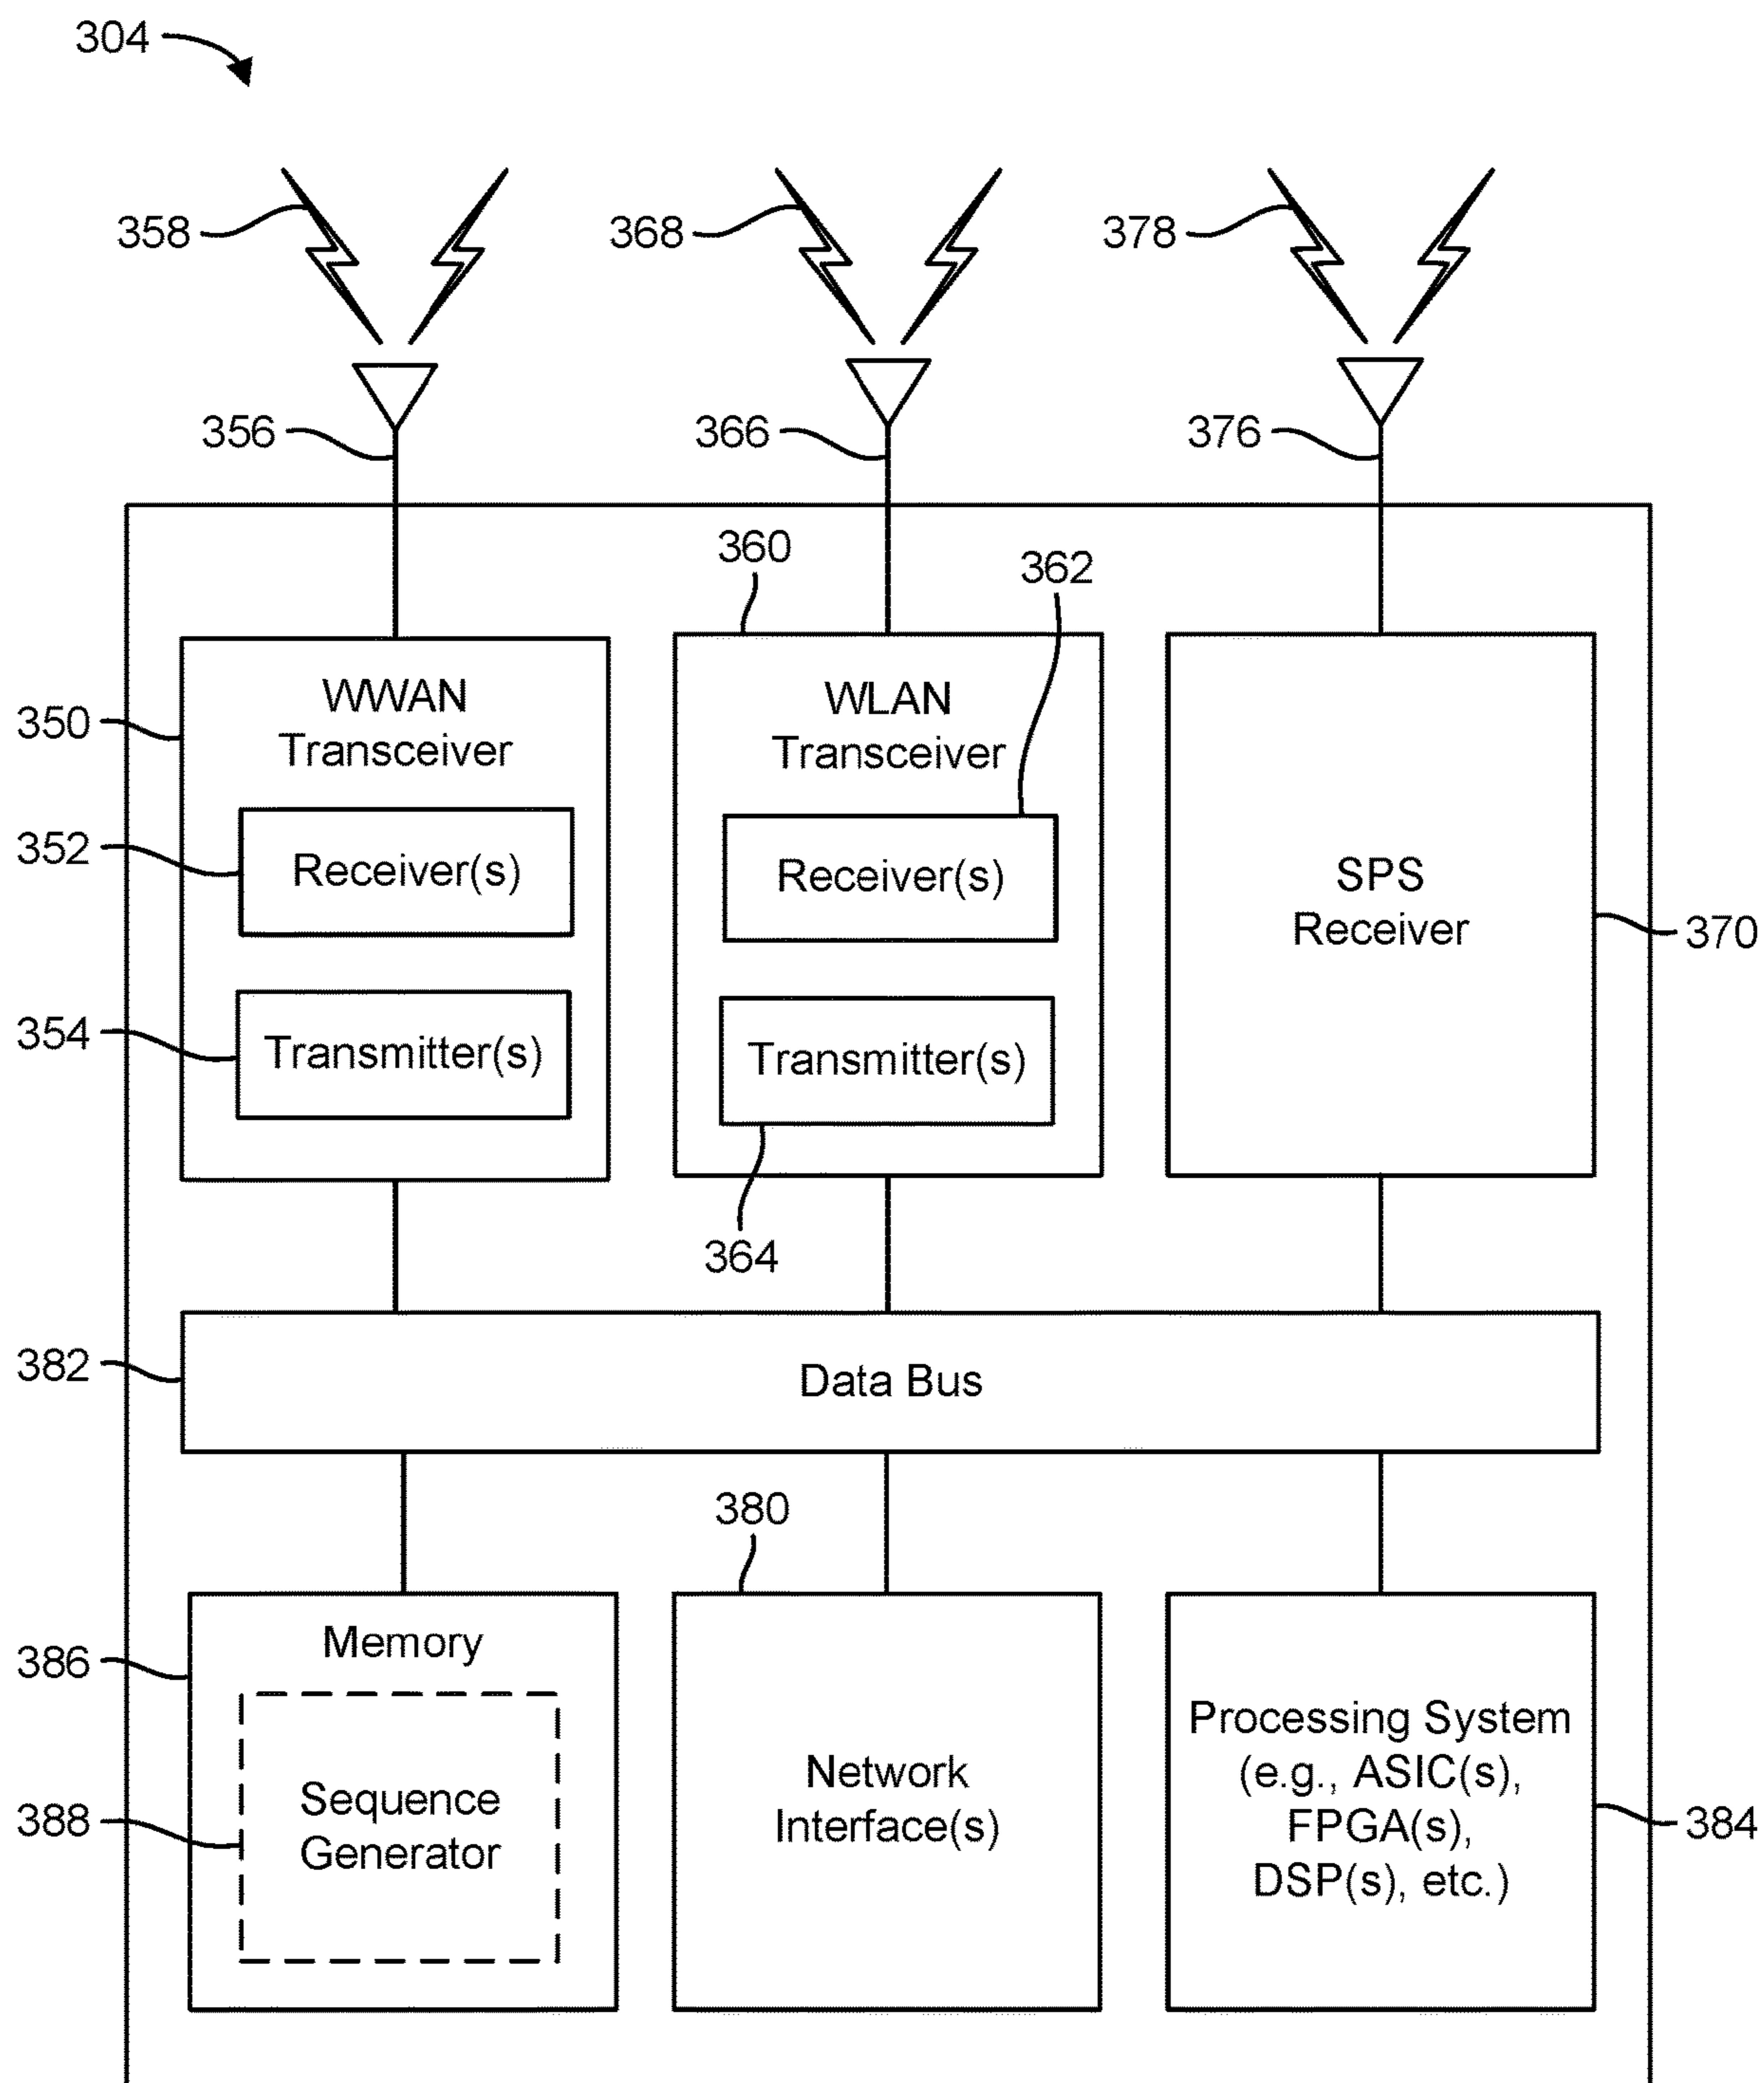 304
358
368
378
356
366
376
360
362
WWAN
Transceiver
WLAN
Transceiver
350
352
Receiver(s)
Receiver(s)
SPS
Receiver
370
354
Transmitter(s)
Transmitter(s)
364
382
Data Bus
380
386
Memory
388
Sequence
Generator
Network
Interface(s)
Processing System
(e.g., ASIC(s),
FPGA(s),
DSP(s), etc.)
384